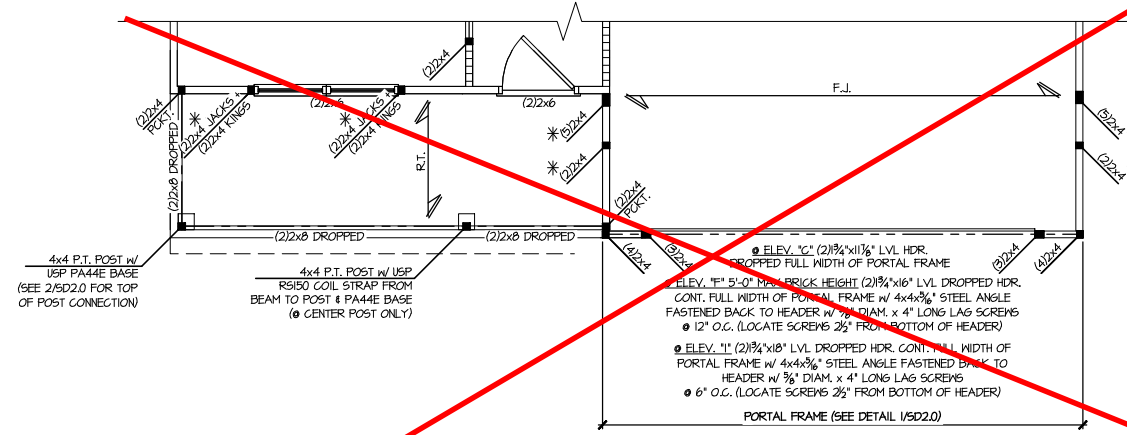 (2)2x4
(2)2x4
PCKT.
(2)2x4 JACKS +
(2)2x4 KINGS
(2)2x6
(2)2x4 JACKS +
(2)2x4 KINGS
(2)2x6
(5)2x4
(2)2x4
F.J.
(5)2x4
(2)2x4
R.T.
(2)2x8 DROPPED
(2)2x4
PCKT.
(2)2x8 DROPPED
(2)2x8 DROPPED
(4)2x4
(3)2x4
(3)2x4
(4)2x4
4x4 P.T. POST W/
USP PA44E BASE
(SEE 2/SD2.0 FOR TOP
OF POST CONNECTION)
4x4 P.T. POST W/ USP
RS150 COIL STRAP FROM
BEAM TO POST & PA44E BASE
(@ CENTER POST ONLY)
@ ELEV. "C" (2)1¾"x11⅞" LVL HDR.
DROPPED FULL WIDTH OF PORTAL FRAME
@ ELEV. "F" 5'-0" MAX BRICK HEIGHT (2)1¾"x16" LVL DROPPED HDR.
CONT. FULL WIDTH OF PORTAL FRAME W/ 4x4x5/16" STEEL ANGLE
FASTENED BACK TO HEADER W/ 5/8" DIAM. x 4" LONG LAG SCREWS
@ 12" O.C. (LOCATE SCREWS 2½" FROM BOTTOM OF HEADER)
@ ELEV. "I" (2)1¾"x18" LVL DROPPED HDR. CONT. FULL WIDTH OF
PORTAL FRAME W/ 4x4x5/16" STEEL ANGLE FASTENED BACK TO
HEADER W/ 5/8" DIAM. x 4" LONG LAG SCREWS
@ 6" O.C. (LOCATE SCREWS 2½" FROM BOTTOM OF HEADER)
PORTAL FRAME (SEE DETAIL 1/SD2.0)